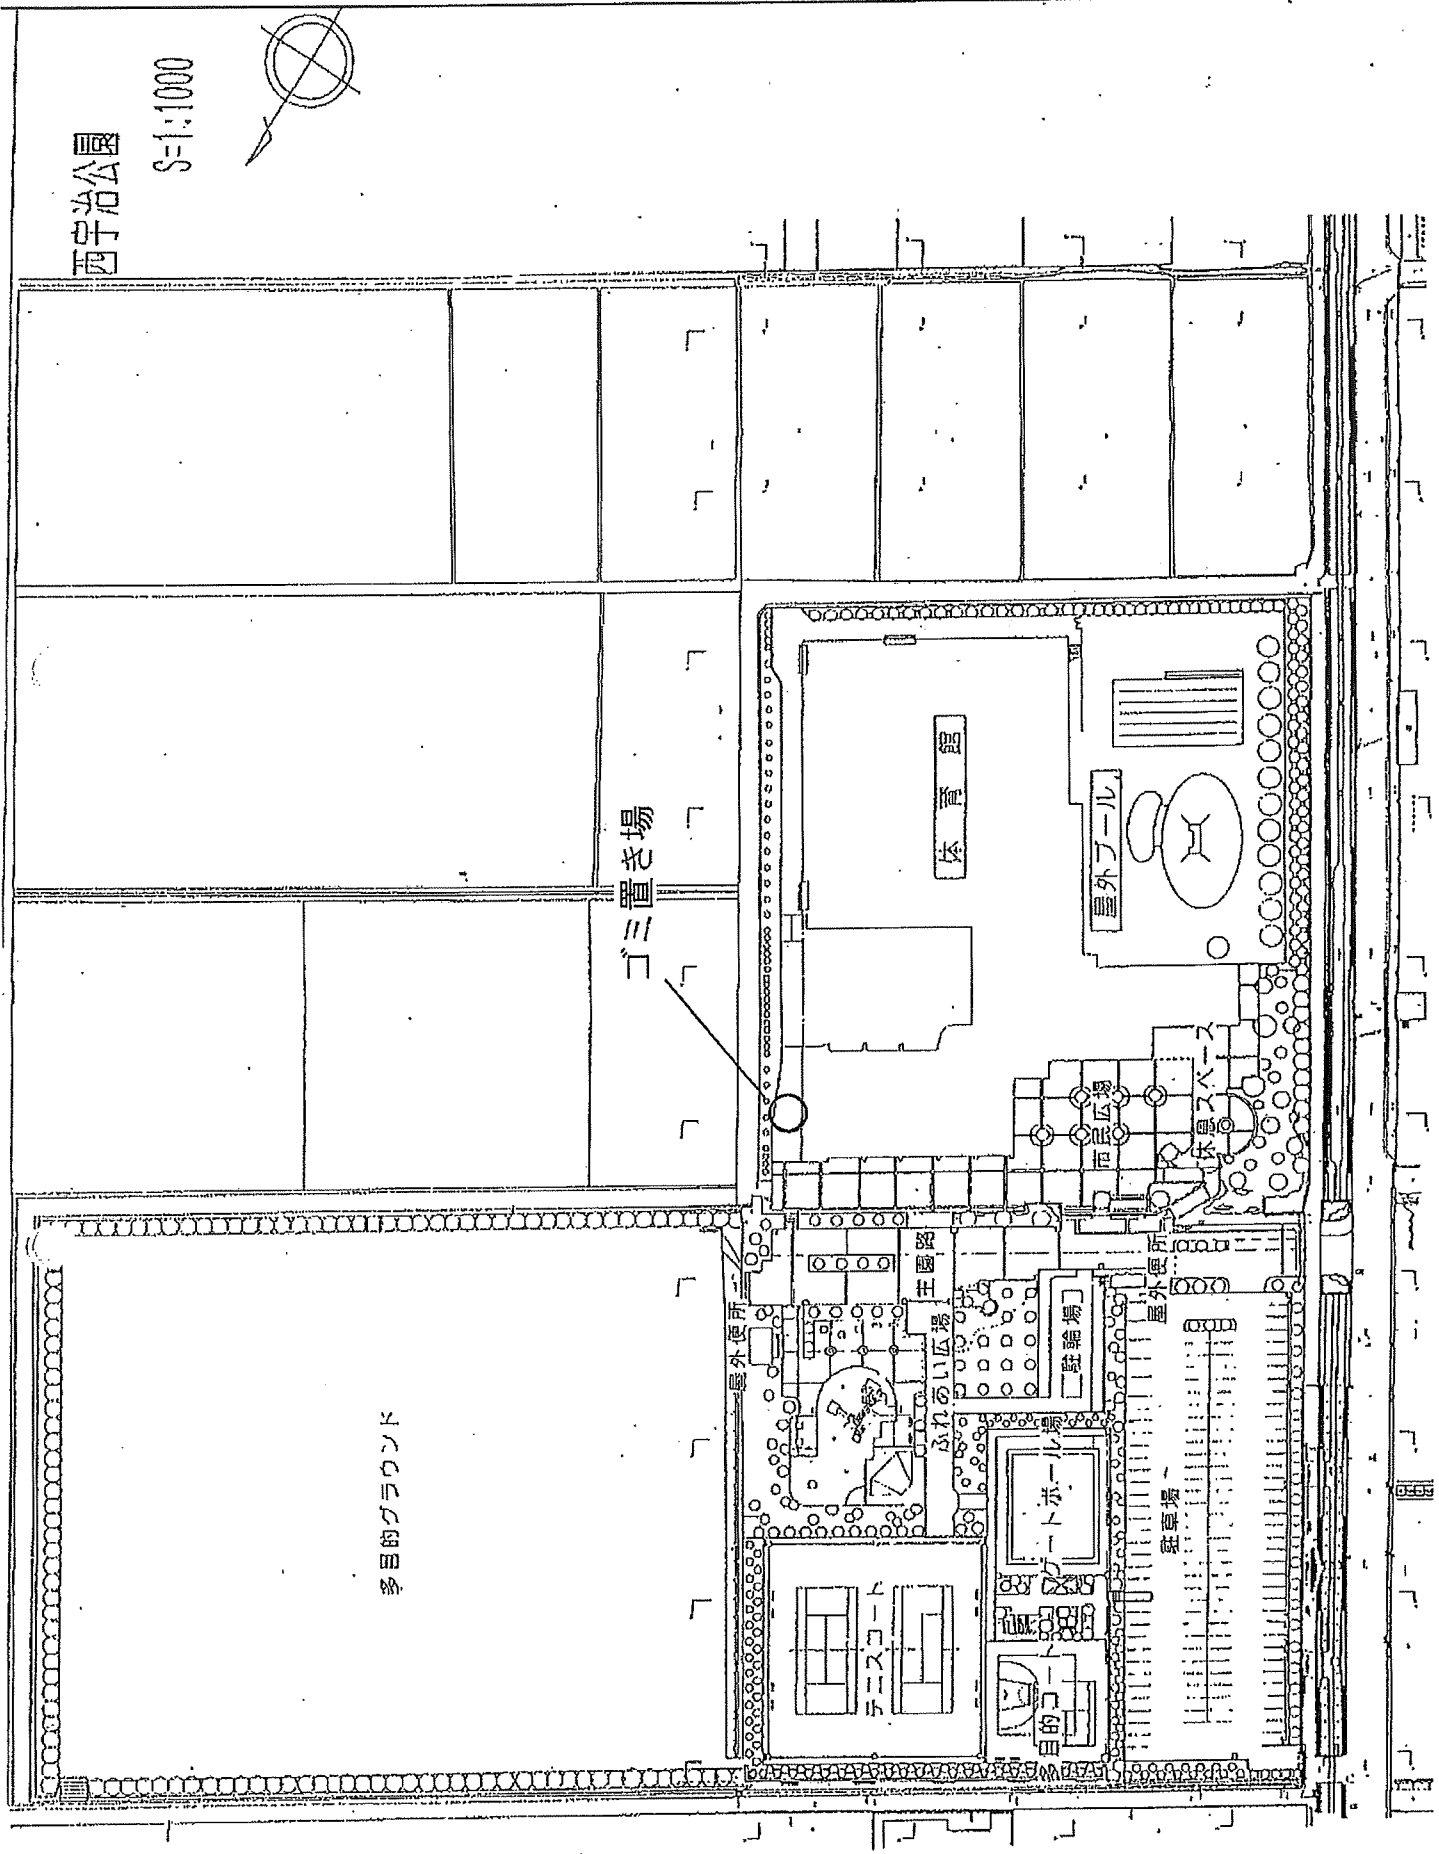 西宇治公園
S=1:1000
ゴミ置き場
体育館
屋外プール
市民広場
休息スペース
主園路
屋外便所
屋外便所
ふれあい広場
駐輪場
多目的グラウンド
ゲートボール場
駐車場
テニスコート
目的コート